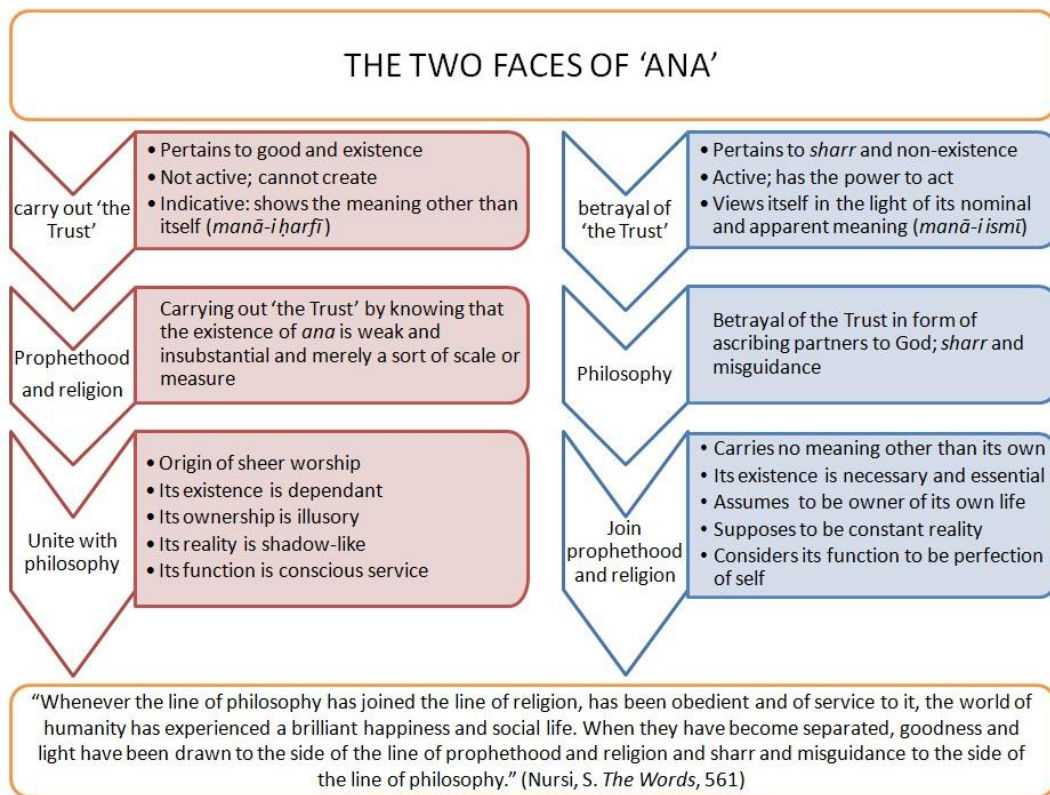 THE TWO FACES OF ‘ANA’
carry out ‘the
Trust’
• Pertains to good and existence
• Not active; cannot create
• Indicative: shows the meaning other than
itself (manā-i ḥarfī)
Prophethood
and religion
Carrying out ‘the Trust’ by knowing that
the existence of ana is weak and
insubstantial and merely a sort of scale or
measure
Unite with
philosophy
• Origin of sheer worship
• Its existence is dependant
• Its ownership is illusory
• Its reality is shadow-like
• Its function is conscious service
betrayal of
‘the Trust’
• Pertains to sharr and non-existence
• Active; has the power to act
• Views itself in the light of its nominal
and apparent meaning (manā-i ismī)
Philosophy
Betrayal of the Trust in form of
ascribing partners to God; sharr and
misguidance
Join
prophethood
and religion
• Carries no meaning other than its own
• Its existence is necessary and essential
• Assumes to be owner of its own life
• Supposes to be constant reality
• Considers its function to be perfection
of self
“Whenever the line of philosophy has joined the line of religion, has been obedient and of service to it, the world of
humanity has experienced a brilliant happiness and social life. When they have become separated, goodness and
light have been drawn to the side of the line of prophethood and religion and sharr and misguidance to the side of
the line of philosophy.” (Nursi, S. The Words, 561)